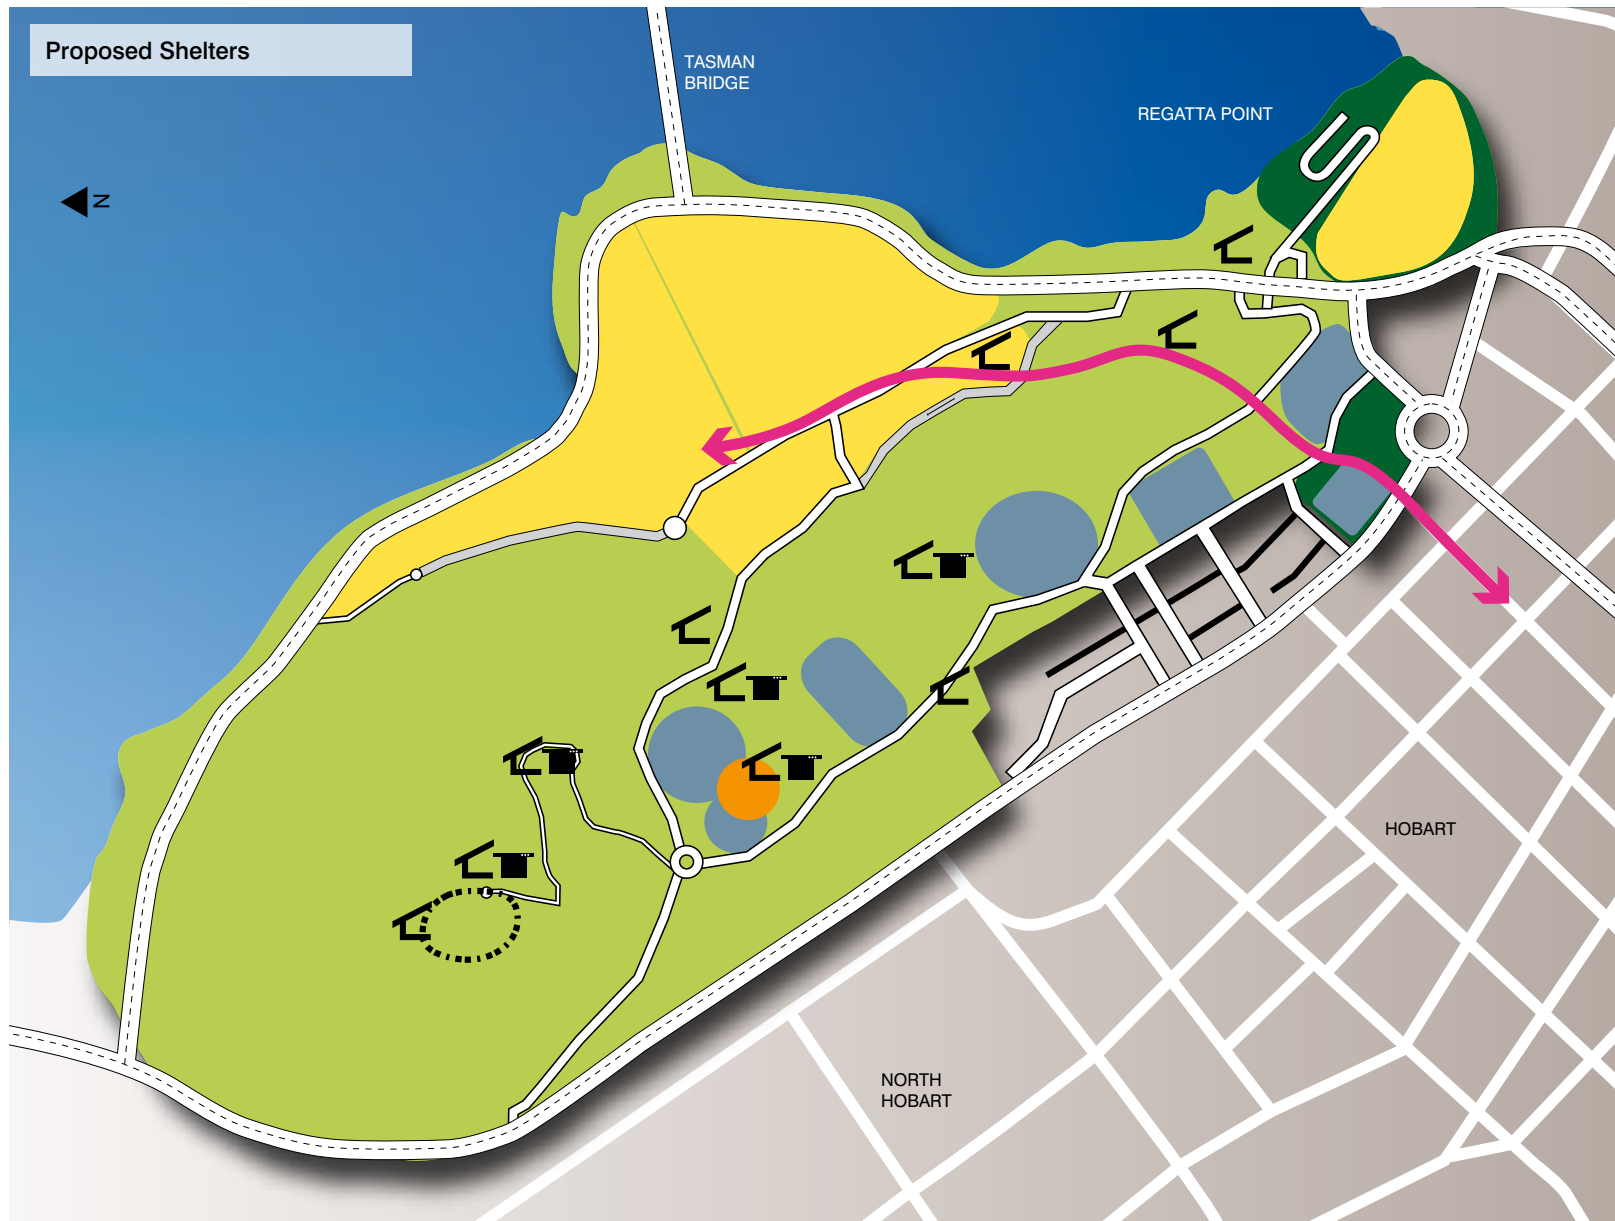 Proposed Shelters
TASMAN
BRIDGE
REGATTA POINT
N
HOBART
NORTH
HOBART